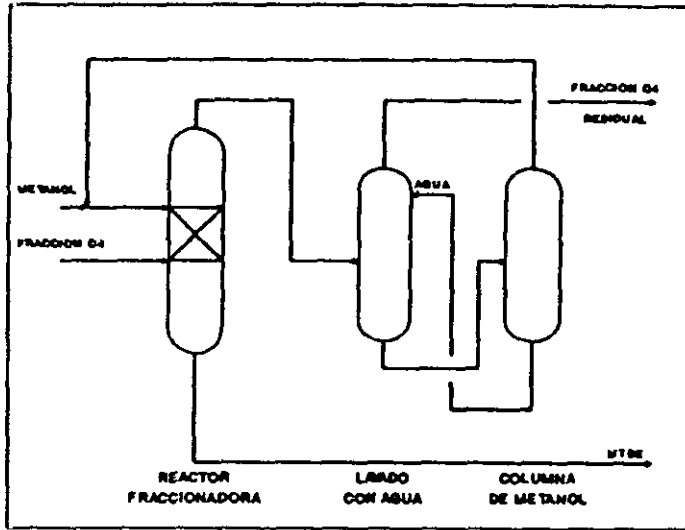 FRACCION C4
RESIDUAL
METANOL
AGUA
FRACCION C4
MTBE
REACTOR
FRACCIONADORA
LAVADO
CON AGUA
COLUMNA
DE METANOL